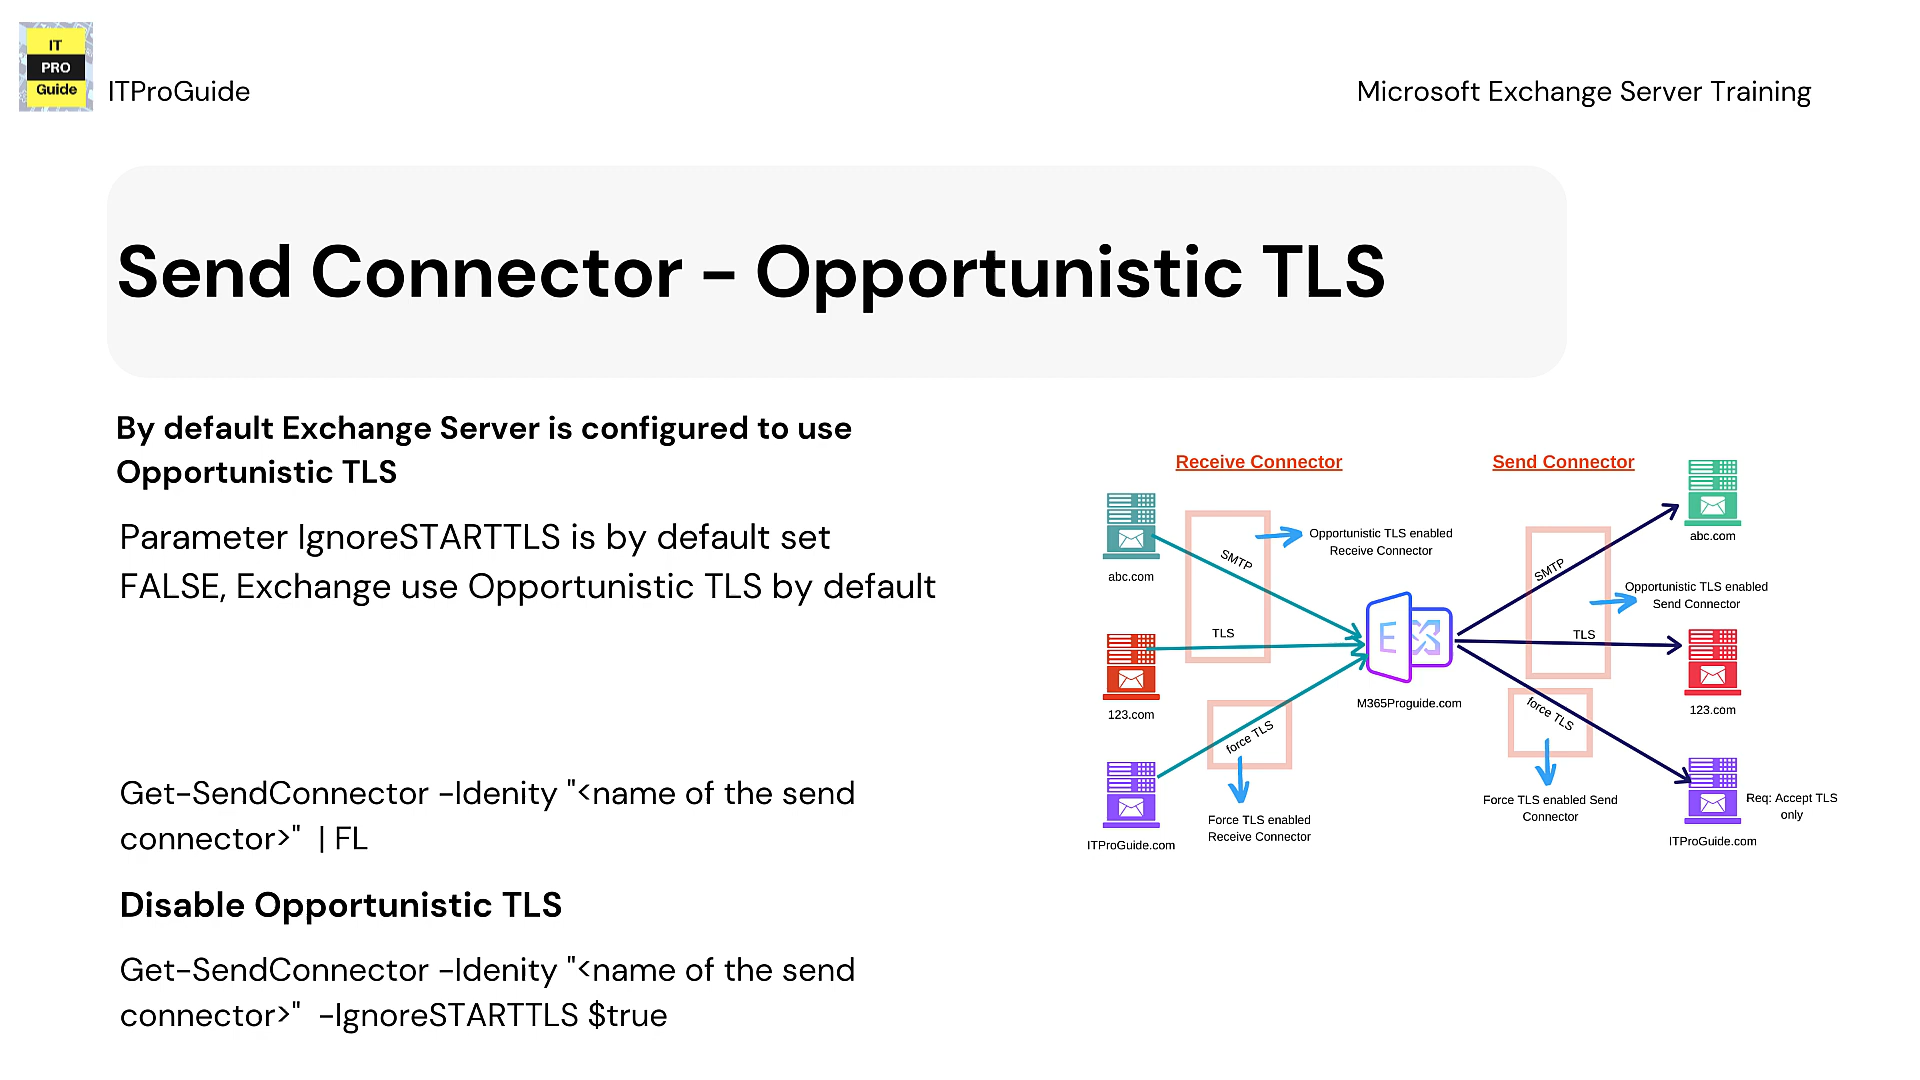 IT
PRO
Guide
ITProGuide
Microsoft Exchange Server Training
Send Connector - Opportunistic TLS
By default Exchange Server is configured to use
Opportunistic TLS
Parameter IgnoreSTARTTLS is by default set
FALSE, Exchange use Opportunistic TLS by default
Get-SendConnector -Idenity "<name of the send
connector>" | FL
Disable Opportunistic TLS
Get-SendConnector -Idenity "<name of the send
connector>" -IgnoreSTARTTLS $true
Receive Connector
Send Connector
abc.com
SMTP
Opportunistic TLS enabled
Receive Connector
TLS
123.com
force TLS
Force TLS enabled
Receive Connector
ITProGuide.com
E
M365Proguide.com
SMTP
abc.com
Opportunistic TLS enabled
Send Connector
TLS
123.com
force TLS
Force TLS enabled Send
Connector
Req: Accept TLS
only
ITProGuide.com